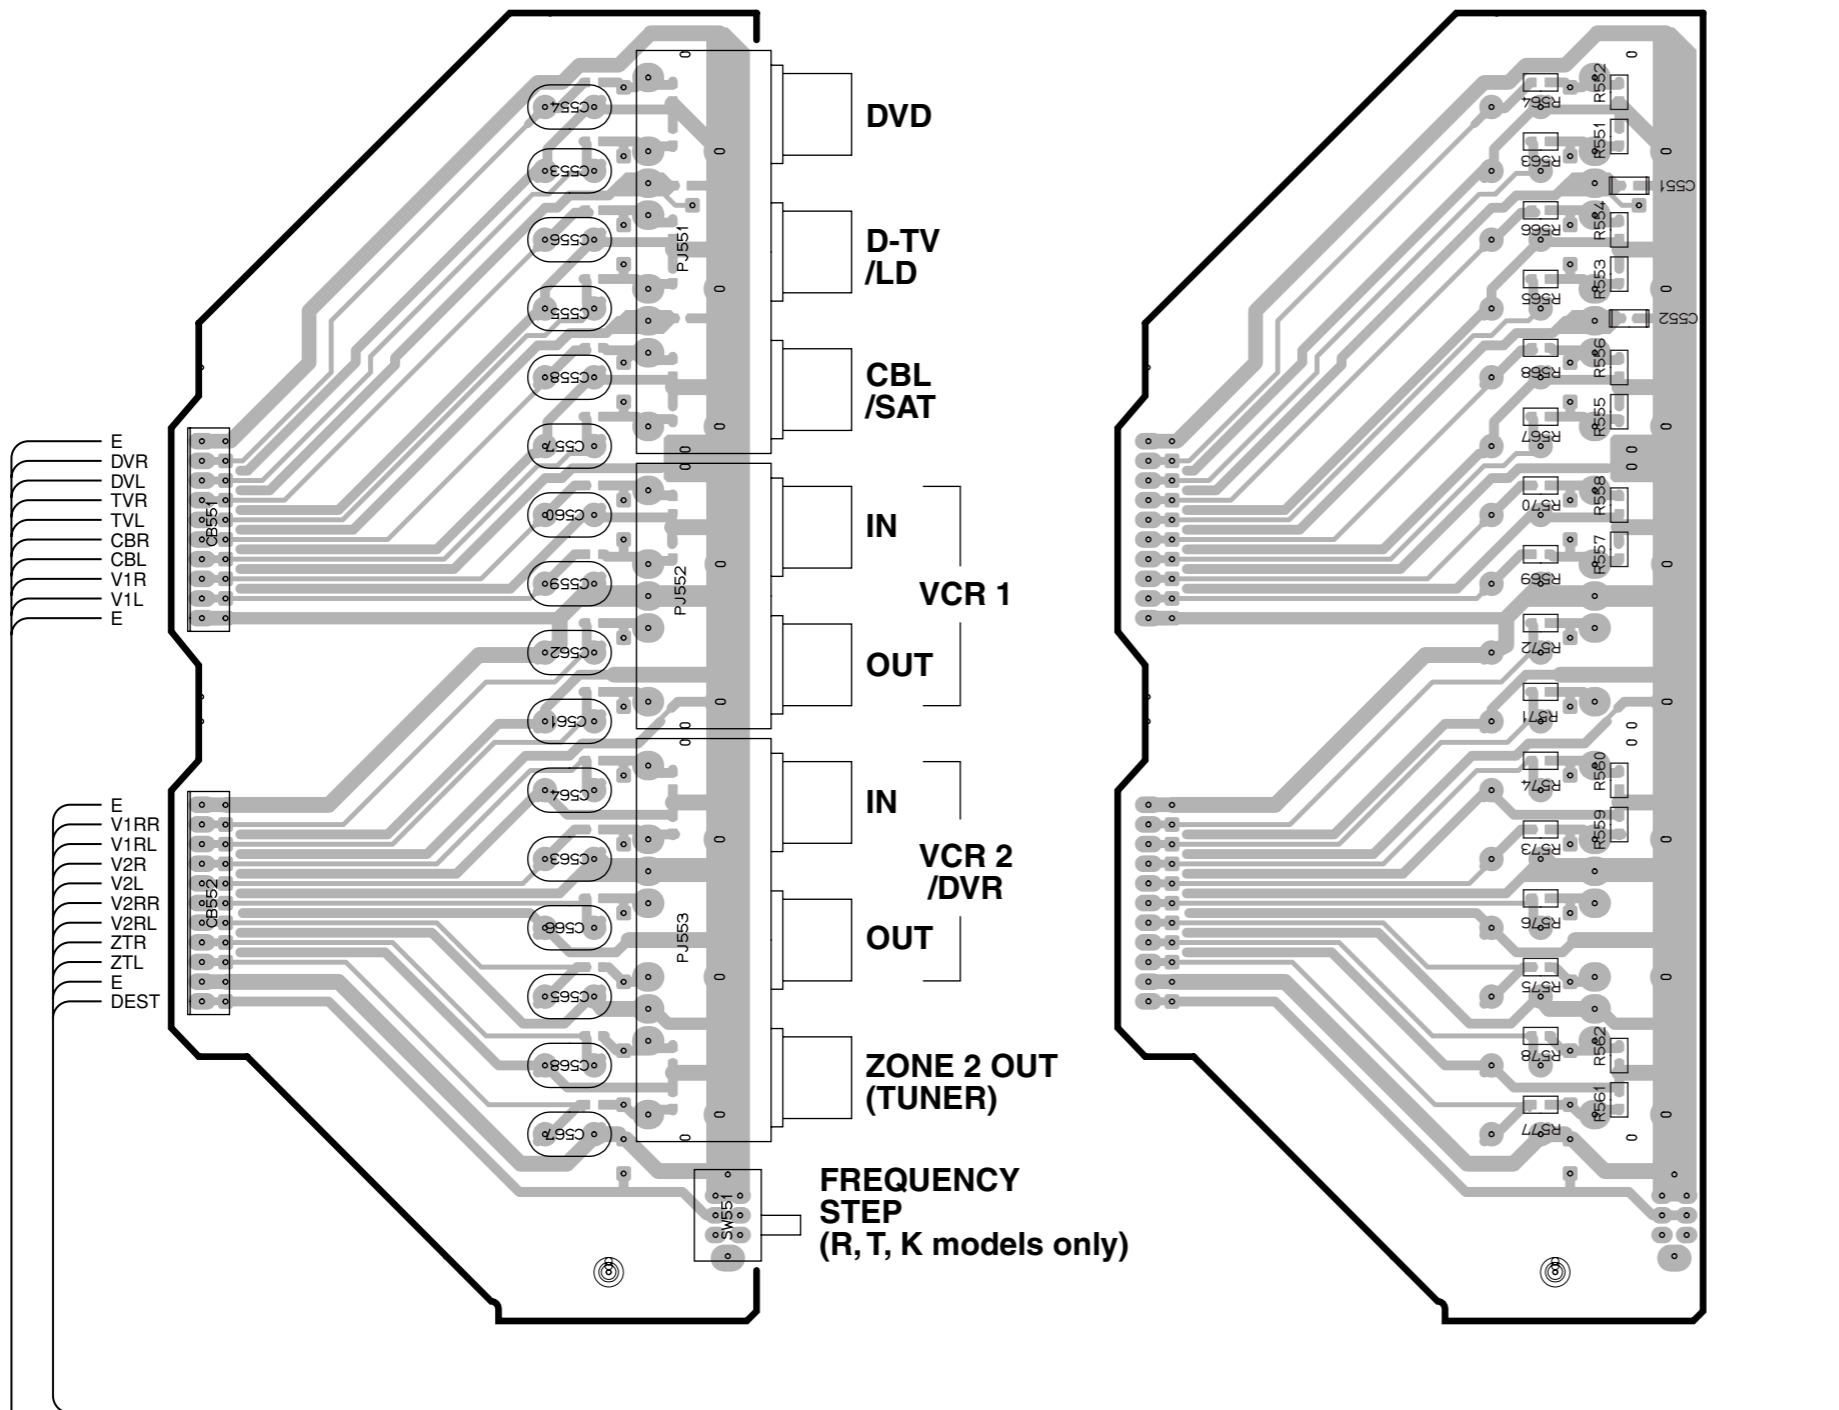 DVD
D-TV
/LD
CBL
/SAT
IN
VCR 1
OUT
IN
VCR 2
/DVR
OUT
ZONE 2 OUT
(TUNER)
FREQUENCY
STEP
(R, T, K models only)
E
DVR
DVL
TVR
TVL
CBR
CBL
V1R
V1L
E
E
V1RR
V1RL
V2R
V2L
V2RR
V2RL
ZTR
ZTL
E
DEST
CB551
CB552
C554
C553
C556
C555
C558
C557
C560
C559
C562
C561
C564
C563
C566
C565
C568
C567
PJ551
PJ552
PJ553
SW551
R564
R563
R566
R565
R568
R567
R570
R569
R572
R571
R574
R573
R576
R575
R578
R577
R552
R551
C551
R554
R553
C552
R556
R555
R558
R557
R560
R559
R562
R561